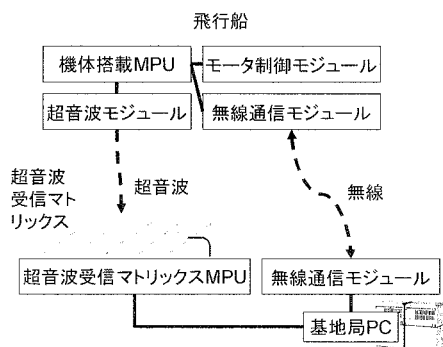 飛行船
機体搭載MPU
モータ制御モジュール
超音波モジュール
無線通信モジュール
超音波
受信マト
リックス
超音波
無線
超音波受信マトリックスMPU
無線通信モジュール
基地局PC